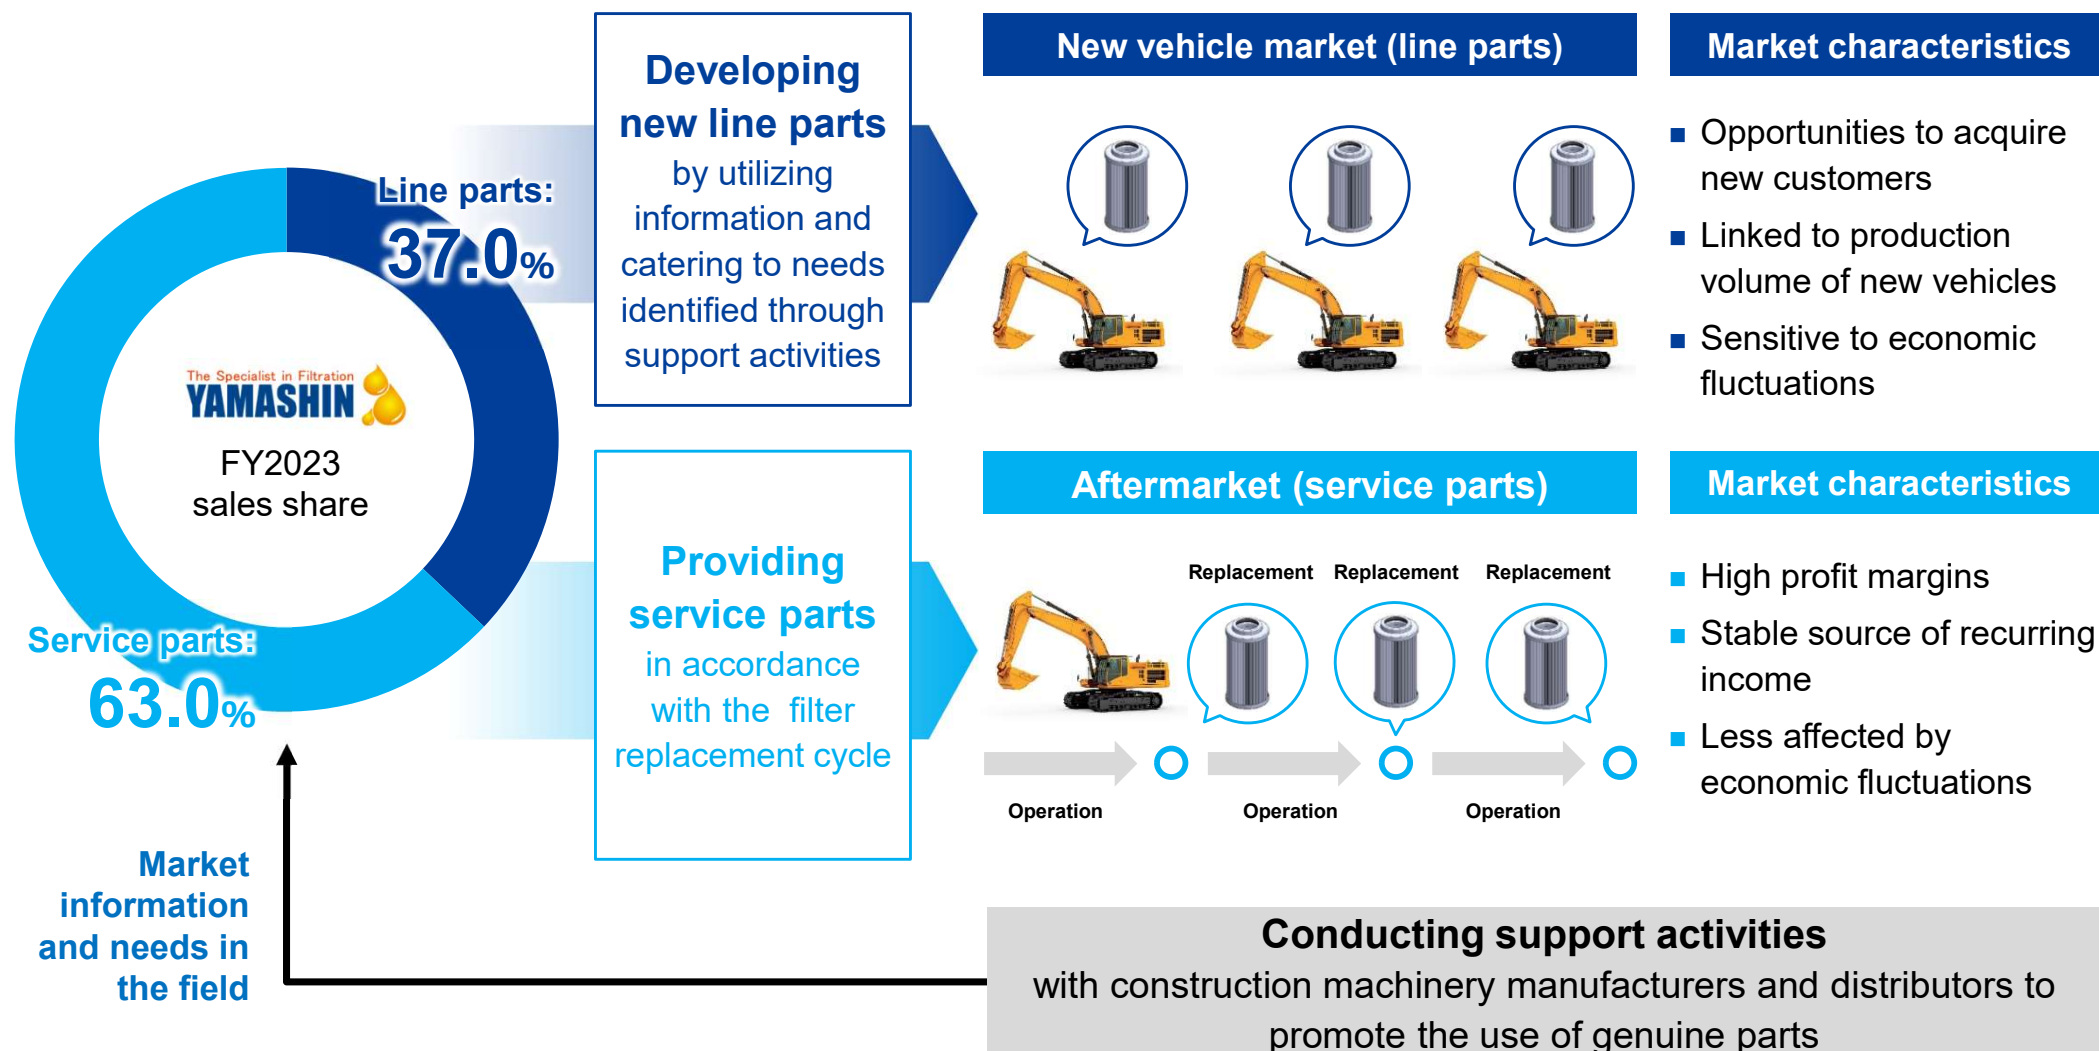 Developing
new line parts
by utilizing
information and
catering to needs
identified through
support activities
New vehicle market (line parts)
Market characteristics
■ Opportunities to acquire
new customers
■ Linked to production
volume of new vehicles
■ Sensitive to economic
fluctuations
Line parts:
37.0%
The Specialist in Filtration
YAMASHIN
FY2023
sales share
Service parts:
63.0%
Providing
service parts
in accordance
with the filter
replacement cycle
Aftermarket (service parts)
Replacement Replacement Replacement
Operation Operation Operation
Market characteristics
■ High profit margins
■ Stable source of recurring
income
■ Less affected by
economic fluctuations
Market
information
and needs in
the field
Conducting support activities
with construction machinery manufacturers and distributors to
promote the use of genuine parts